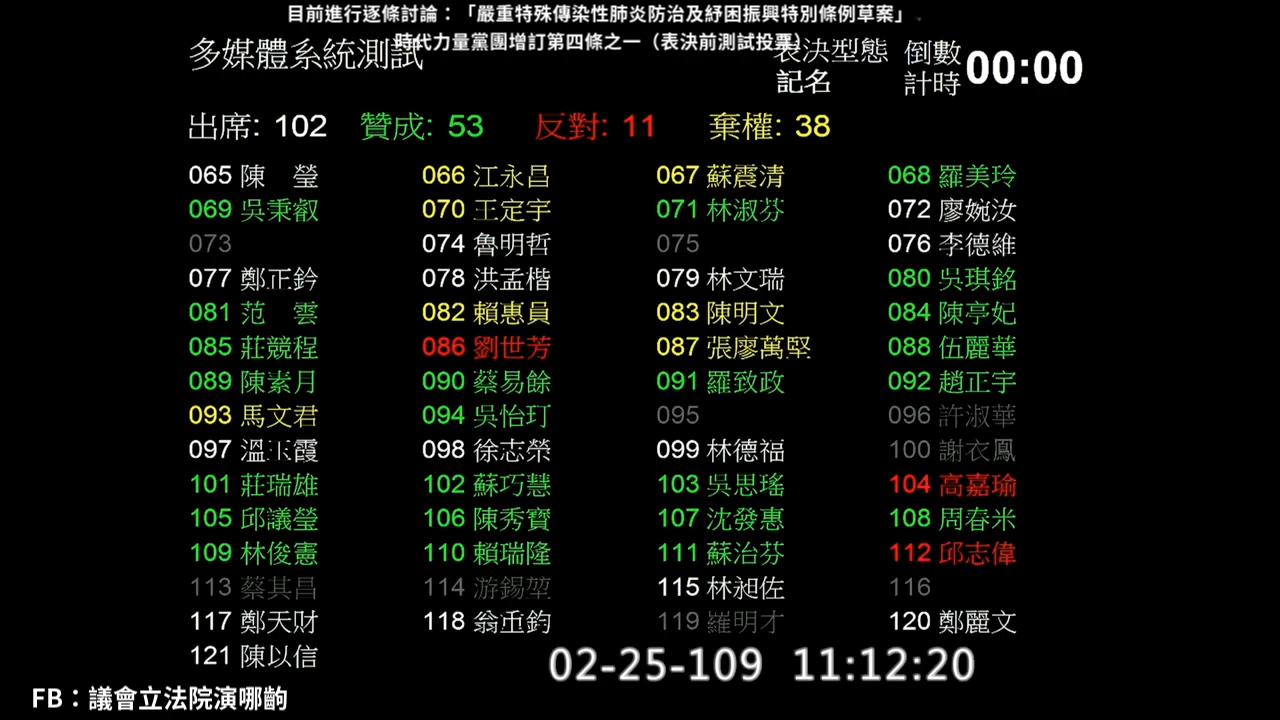 目前進行逐條討論：「嚴重特殊傳染性肺炎防治及紓困振興特別條例草案」
時代力量黨團增訂第四條之一（表決前測試投票）
多媒體系統測試 表決型態 倒數 00:00
記名 計時
出席: 102 贊成: 53 反對: 11 棄權: 38
065 陳 瑩 066 江永昌 067 蘇震清 068 羅美玲
069 吳秉叡 070 王定宇 071 林淑芬 072 廖婉汝
073 074 魯明哲 075 076 李德維
077 鄭正鈐 078 洪孟楷 079 林文瑞 080 吳琪銘
081 范 雲 082 賴惠員 083 陳明文 084 陳亭妃
085 莊競程 086 劉世芳 087 張廖萬堅 088 伍麗華
089 陳素月 090 蔡易餘 091 羅致政 092 趙正宇
093 馬文君 094 吳怡玎 095 096 許淑華
097 溫玉霞 098 徐志榮 099 林德福 100 謝衣鳳
101 莊瑞雄 102 蘇巧慧 103 吳思瑤 104 高嘉瑜
105 邱議瑩 106 陳秀寳 107 沈發惠 108 周春米
109 林俊憲 110 賴瑞隆 111 蘇治芬 112 邱志偉
113 蔡其昌 114 游錫堃 115 林昶佐 116
117 鄭天財 118 翁重鈞 119 羅明才 120 鄭麗文
121 陳以信
02-25-109 11:12:20
FB：議會立法院演哪齣